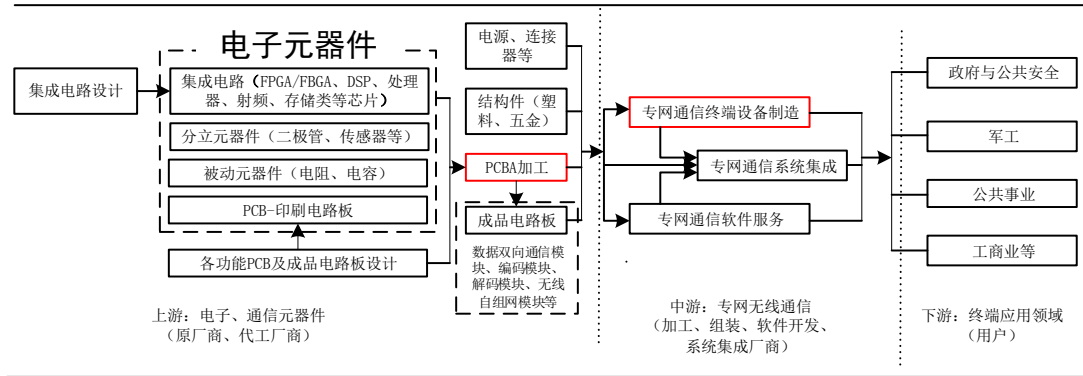 电子元器件
集成电路设计
集成电路（FPGA/FBGA、DSP、处理
器、射频、存储类等芯片）
分立元器件（二极管、传感器等）
被动元器件（电阻、电容）
PCB-印刷电路板
各功能PCB及成品电路板设计
上游：电子、通信元器件
（原厂商、代工厂商）
电源、连接
器等
结构件（塑
料、五金）
PCBA加工
成品电路板
数据双向通信模
块、编码模块、
解码模块、无线
自组网模块等
专网通信终端设备制造
专网通信系统集成
专网通信软件服务
中游：专网无线通信
（加工、组装、软件开发、
系统集成厂商）
政府与公共安全
军工
公共事业
工商业等
下游：终端应用领域
（用户）